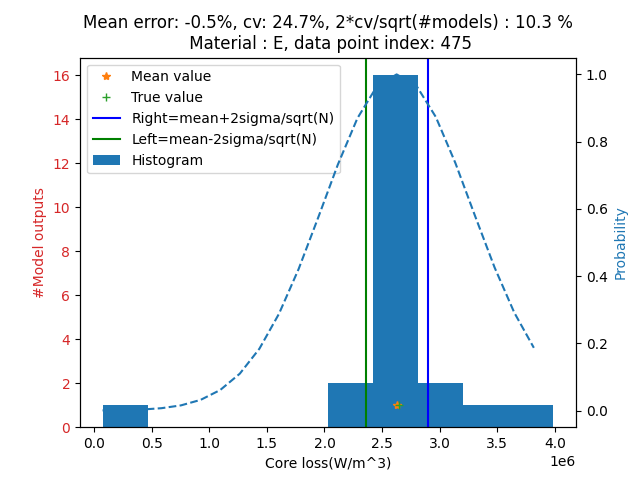 Mean error: -0.5%, cv: 24.7%, 2*cv/sqrt(#models) : 10.3 %
Material : E, data point index: 475
Mean value
True value
Right=mean+2sigma/sqrt(N)
Left=mean-2sigma/sqrt(N)
Histogram
16
14
12
10
8
6
4
2
0
#Model outputs
1.0
0.8
0.6
0.4
0.2
0.0
Probability
0.0 0.5 1.0 1.5 2.0 2.5 3.0 3.5 4.0
1e6
Core loss(W/m^3)